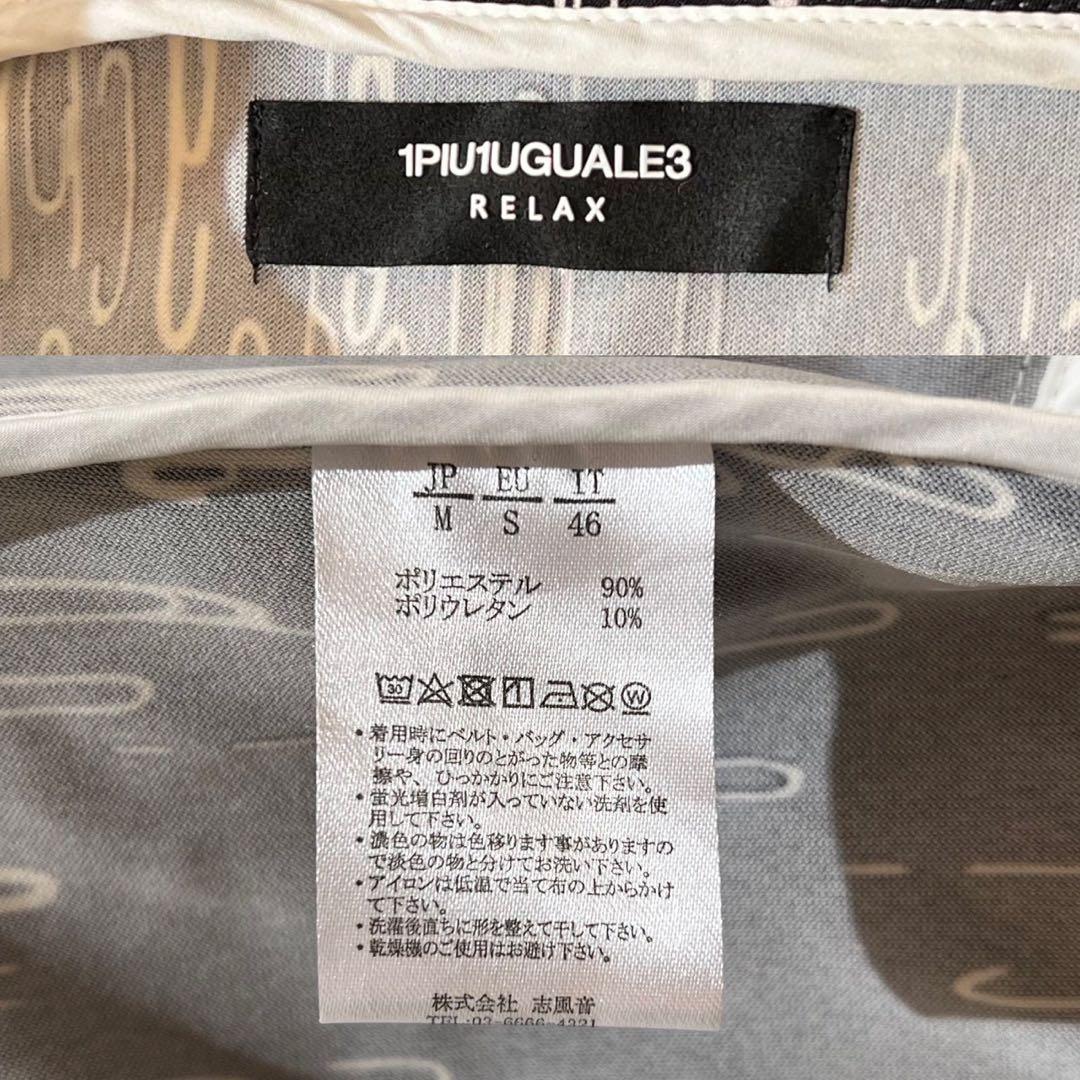 1PIU1UGUALE3
RELAX
JP EU IT
M S 46
ポリエステル 90%
ポリウレタン 10%
30 W
・着用時にベルト・バッグ・アクセサ
リー身の回りのとがった物等との摩
擦や、ひっかかりにご注意下さい。
・蛍光増白剤が入っていない洗剤を使
用して下さい。
・濃色の物は色移ります事がありますの
で淡色の物と分けてお洗い下さい。
・アイロンは低温で当て布の上からかけ
て下さい。
・洗濯後直ちに形を整えて干して下さい。
・乾燥機のご使用はお避け下さい。
株式会社 志風音
TEL:03-6666-4331